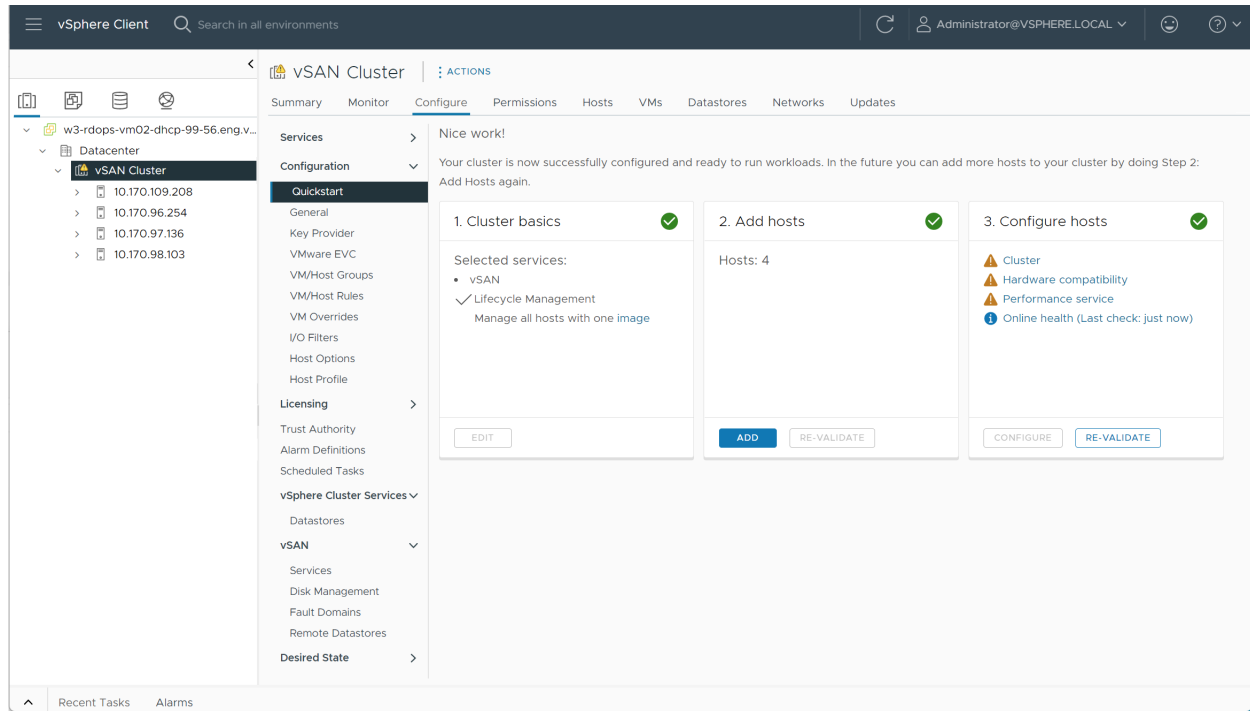 vSphere Client
Search in all environments
Administrator@VSPHERE.LOCAL
w3-rdops-vm02-dhcp-99-56.eng.v...
Datacenter
vSAN Cluster
10.170.109.208
10.170.96.254
10.170.97.136
10.170.98.103
vSAN Cluster
ACTIONS
Summary Monitor Configure Permissions Hosts VMs Datastores Networks Updates
Services
Configuration
Quickstart
General
Key Provider
VMware EVC
VM/Host Groups
VM/Host Rules
VM Overrides
I/O Filters
Host Options
Host Profile
Licensing
Trust Authority
Alarm Definitions
Scheduled Tasks
vSphere Cluster Services
Datastores
vSAN
Services
Disk Management
Fault Domains
Remote Datastores
Desired State
Nice work!
Your cluster is now successfully configured and ready to run workloads. In the future you can add more hosts to your cluster by doing Step 2:
Add Hosts again.
1. Cluster basics
Selected services:
• vSAN
Lifecycle Management
Manage all hosts with one image
EDIT
2. Add hosts
Hosts: 4
ADD RE-VALIDATE
3. Configure hosts
Cluster
Hardware compatibility
Performance service
Online health (Last check: just now)
CONFIGURE RE-VALIDATE
Recent Tasks Alarms